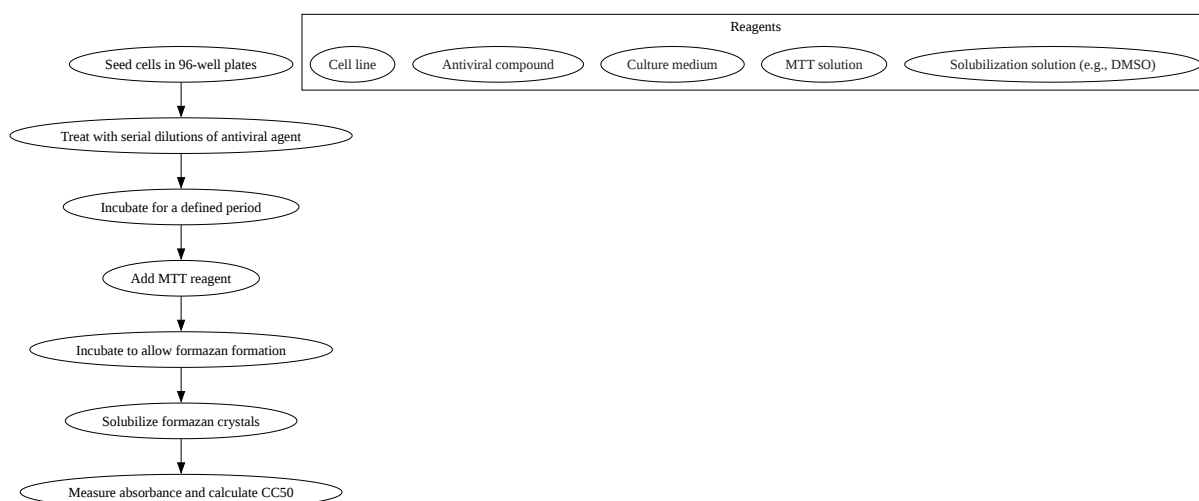 Reagents
Seed cells in 96-well plates
Cell line
Antiviral compound
Culture medium
MTT solution
Solubilization solution (e.g., DMSO)
Treat with serial dilutions of antiviral agent
Incubate for a defined period
Add MTT reagent
Incubate to allow formazan formation
Solubilize formazan crystals
Measure absorbance and calculate CC50